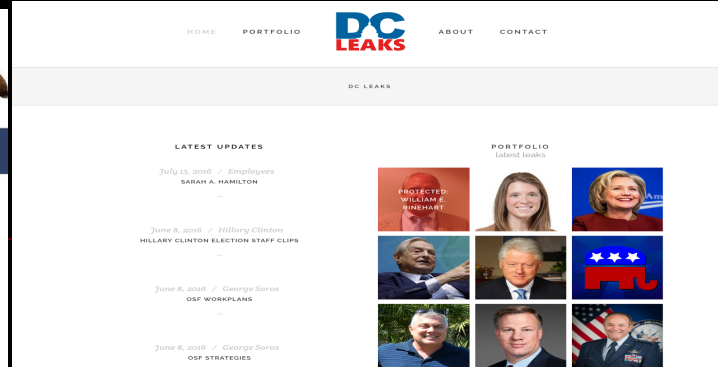 HOME PORTFOLIO DC LEAKS ABOUT CONTACT
DC LEAKS
LATEST UPDATES
July 13, 2016 / Employees
SARAH A. HAMILTON
...
June 8, 2016 / Hillary Clinton
HILLARY CLINTON ELECTION STAFF CLIPS
...
June 8, 2016 / George Soros
OSF WORKPLANS
...
June 8, 2016 / George Soros
OSF STRATEGIES
PORTFOLIO
latest leaks
PROTECTED:
WILLIAM E.
RINEHART
Am